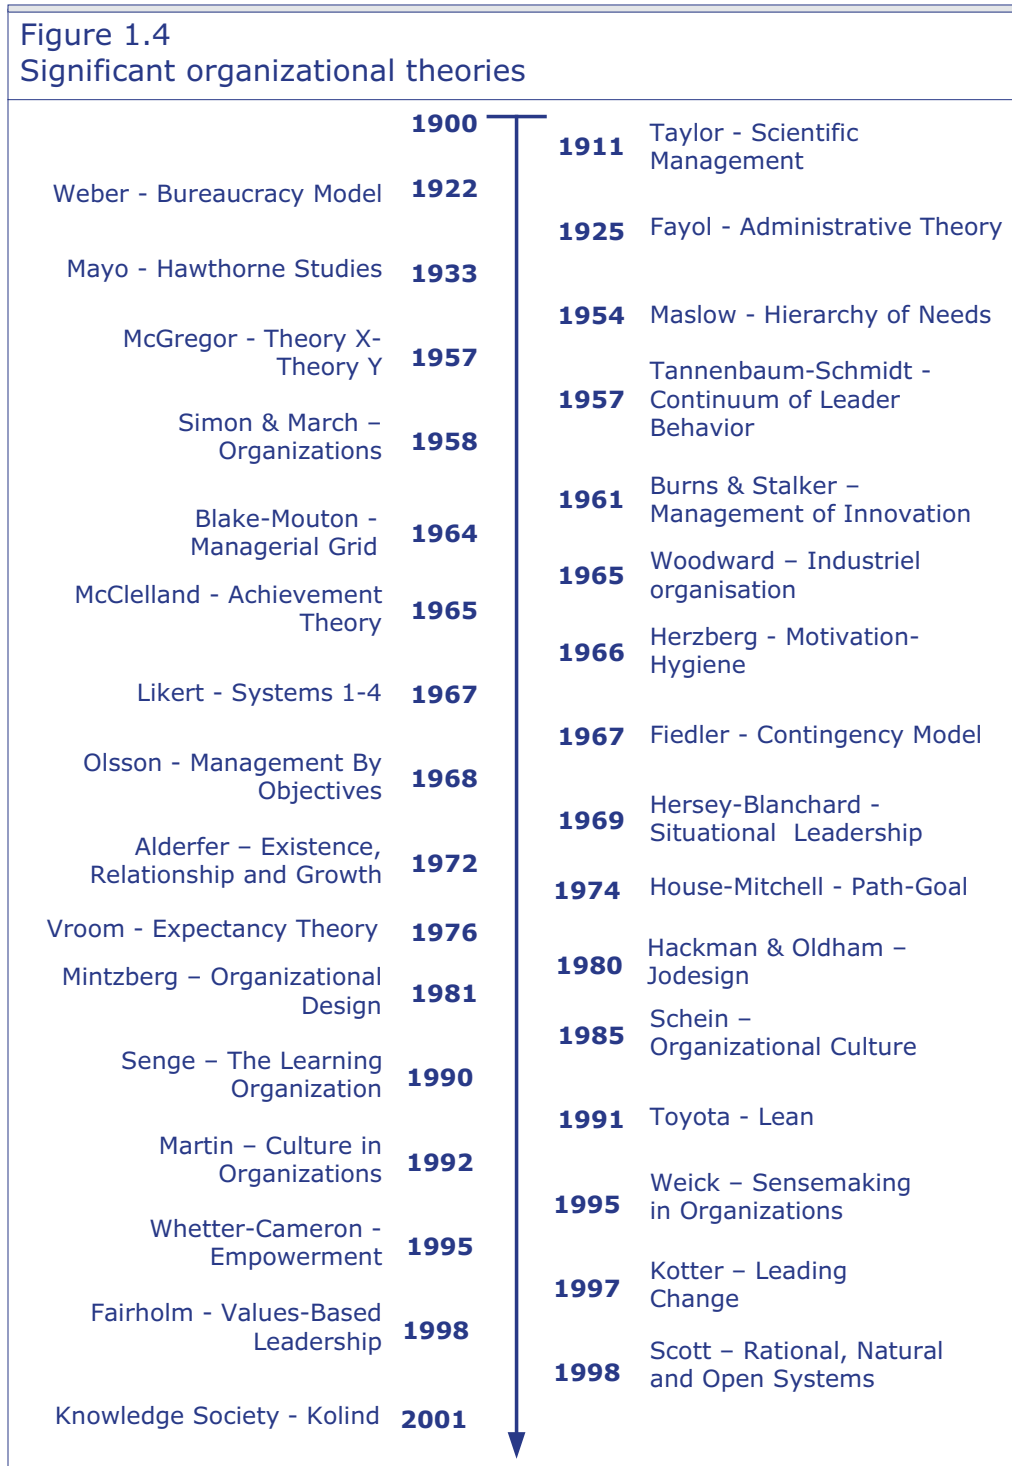 Figure 1.4
Significant organizational theories
1900
1911 Taylor - Scientific
Management
Weber - Bureaucracy Model 1922
1925 Fayol - Administrative Theory
Mayo - Hawthorne Studies 1933
1954 Maslow - Hierarchy of Needs
McGregor - Theory X-
Theory Y 1957
Tannenbaum-Schmidt -
1957 Continuum of Leader
Behavior
Simon & March –
Organizations 1958
Burns & Stalker –
1961 Management of Innovation
Blake-Mouton -
Managerial Grid 1964
Woodward – Industriel
1965 organisation
McClelland - Achievement
Theory 1965
Herzberg - Motivation-
1966 Hygiene
Likert - Systems 1-4 1967
1967 Fiedler - Contingency Model
Olsson - Management By
Objectives 1968
Hersey-Blanchard -
1969 Situational Leadership
Alderfer – Existence,
Relationship and Growth 1972
1974 House-Mitchell - Path-Goal
Vroom - Expectancy Theory 1976
Hackman & Oldham –
1980 Jodesign
Mintzberg – Organizational
Design 1981
Schein –
1985 Organizational Culture
Senge – The Learning
Organization 1990
1991 Toyota - Lean
Martin – Culture in
Organizations 1992
Weick – Sensemaking
1995 in Organizations
Whetter-Cameron -
Empowerment 1995
Kotter – Leading
1997 Change
Fairholm - Values-Based
Leadership 1998
Scott – Rational, Natural
1998 and Open Systems
Knowledge Society - Kolind 2001